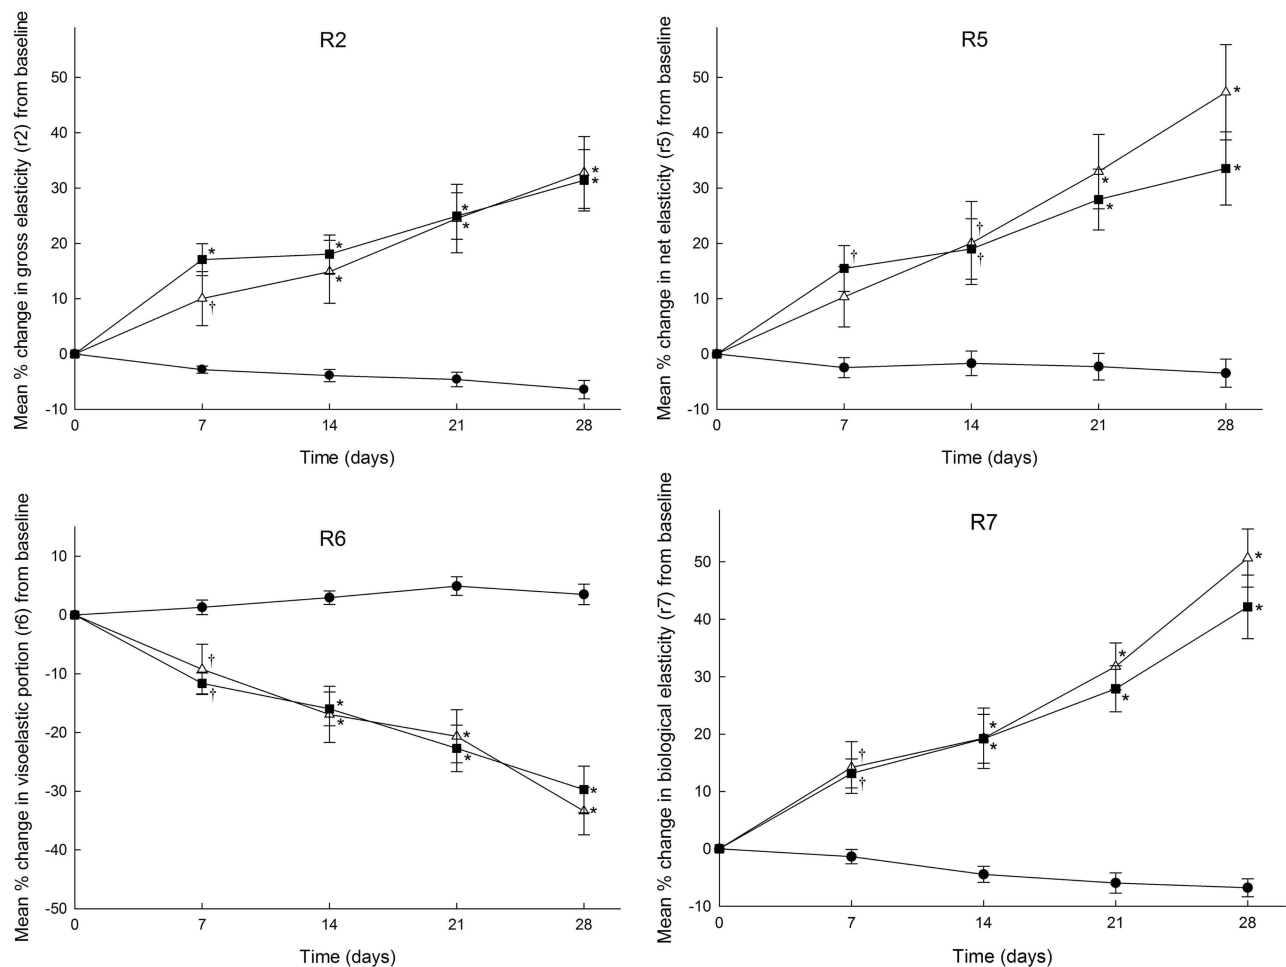 R2
Mean % change in gross elasticity (r2) from baseline
50
40
30
20
10
0
-10
* * * *
† * * *
0 7 14 21 28
Time (days)
R5
Mean % change in net elasticity (r5) from baseline
50
40
30
20
10
0
-10
† † * *
† * *
0 7 14 21 28
Time (days)
R6
Mean % change in visoelastic portion (r6) from baseline
10
0
-10
-20
-30
-40
-50
† * * *
† * * *
0 7 14 21 28
Time (days)
R7
Mean % change in biological elasticity (r7) from baseline
50
40
30
20
10
0
-10
† * * *
† * * *
0 7 14 21 28
Time (days)